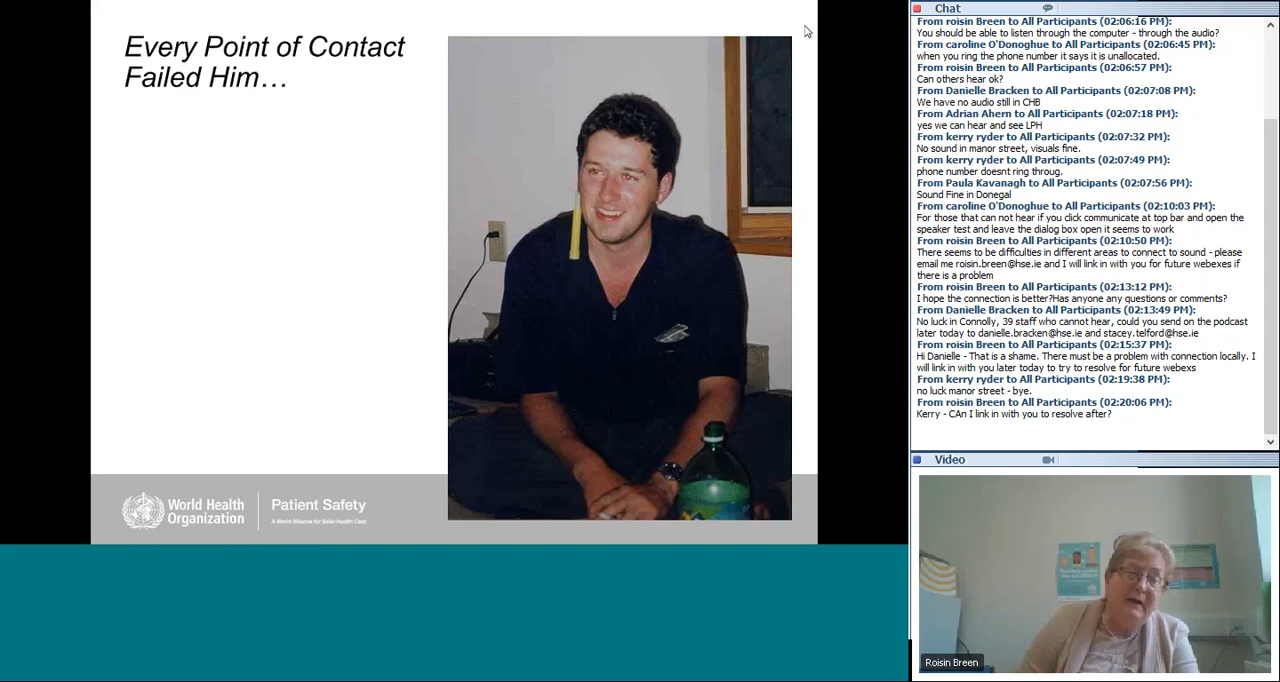 Every Point of Contact
Failed Him…
World Health
Organization
Patient Safety
A World Alliance for Safer Health Care
Chat
From roisin Breen to All Participants (02:06:16 PM):
You should be able to listen through the computer - through the audio?
From caroline O'Donoghue to All Participants (02:06:45 PM):
when you ring the phone number it says it is unallocated.
From roisin Breen to All Participants (02:06:57 PM):
Can others hear ok?
From Danielle Bracken to All Participants (02:07:08 PM):
We have no audio still in CHB
From Adrian Ahern to All Participants (02:07:18 PM):
yes we can hear and see LPH
From kerry ryder to All Participants (02:07:32 PM):
No sound in manor street, visuals fine.
From kerry ryder to All Participants (02:07:49 PM):
phone number doesnt ring throug.
From Paula Kavanagh to All Participants (02:07:56 PM):
Sound Fine in Donegal
From caroline O'Donoghue to All Participants (02:10:03 PM):
For those that can not hear if you click communicate at top bar and open the
speaker test and leave the dialog box open it seems to work
From roisin Breen to All Participants (02:10:50 PM):
There seems to be difficulties in different areas to connect to sound - please
email me roisin.breen@hse.ie and I will link in with you for future webexes if
there is a problem
From roisin Breen to All Participants (02:13:12 PM):
I hope the connection is better?Has anyone any questions or comments?
From Danielle Bracken to All Participants (02:13:49 PM):
No luck in Connolly, 39 staff who cannot hear, could you send on the podcast
later today to danielle.bracken@hse.ie and stacey.telford@hse.ie
From roisin Breen to All Participants (02:15:37 PM):
Hi Danielle - That is a shame. There must be a problem with connection locally. I
will link in with you later today to try to resolve for future webexs
From kerry ryder to All Participants (02:19:38 PM):
no luck manor street - bye.
From roisin Breen to All Participants (02:20:06 PM):
Kerry - CAn I link in with you to resolve after?
Video
Roisin Breen